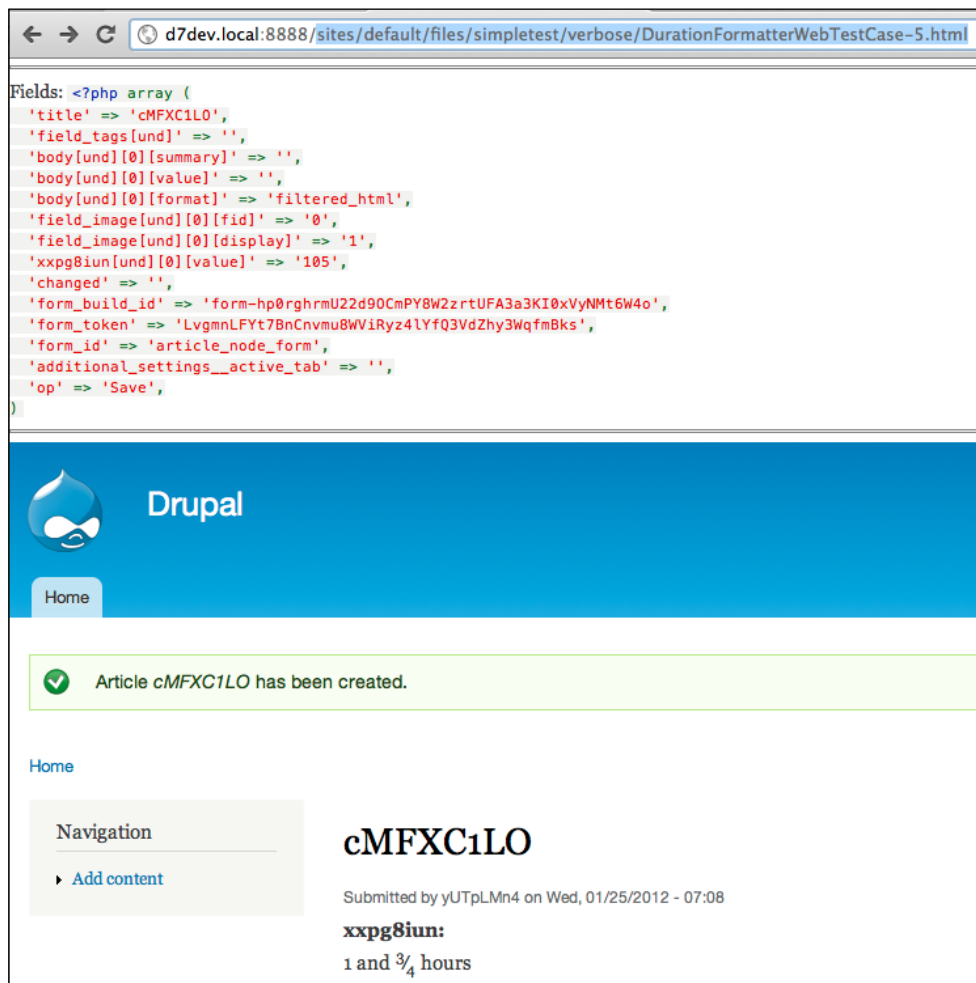 d7dev.local:8888/sites/default/files/simpletest/verbose/DurationFormatterWebTestCase-5.html
Fields: <?php array (
'title' => 'cMFXC1LO',
'field_tags[und]' => '',
'body[und][0][summary]' => '',
'body[und][0][value]' => '',
'body[und][0][format]' => 'filtered_html',
'field_image[und][0][fid]' => '0',
'field_image[und][0][display]' => '1',
'xxpg8iun[und][0][value]' => '105',
'changed' => '',
'form_build_id' => 'form-hp0rghrmU22d9OCmPY8W2zrtUFA3a3KI0xVyNMt6W4o',
'form_token' => 'LvgmnLFYt7BnCnvmu8WViRyz4lYfQ3VdZhy3WqfmBks',
'form_id' => 'article_node_form',
'additional_settings__active_tab' => '',
'op' => 'Save',
)
Drupal
Home
Article cMFXC1LO has been created.
Home
Navigation
Add content
cMFXC1LO
Submitted by yUTpLMn4 on Wed, 01/25/2012 - 07:08
xxpg8iun:
1 and 3/4 hours